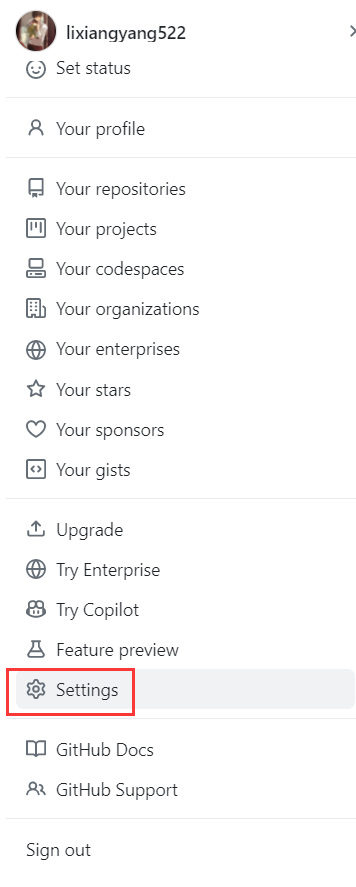 lixiangyang522
Set status
Your profile
Your repositories
Your projects
Your codespaces
Your organizations
Your enterprises
Your stars
Your sponsors
Your gists
Upgrade
Try Enterprise
Try Copilot
Feature preview
Settings
GitHub Docs
GitHub Support
Sign out